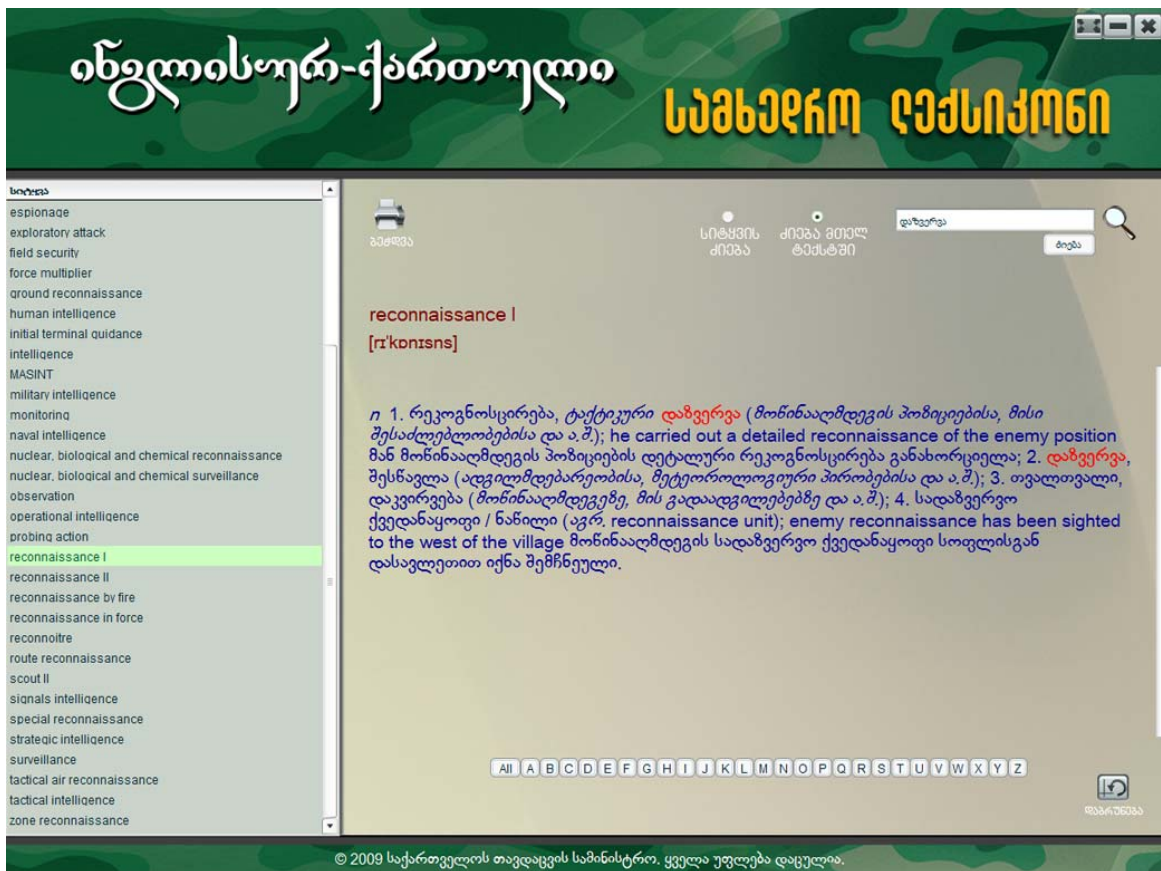 ინგლისურ-ქართული
სამხედრო ლექსიკონი
სიტყვა
espionage
exploratory attack
field security
force multiplier
ground reconnaissance
human intelligence
initial terminal guidance
intelligence
MASINT
military intelligence
monitoring
naval intelligence
nuclear, biological and chemical reconnaissance
nuclear, biological and chemical surveillance
observation
operational intelligence
probing action
reconnaissance I
reconnaissance II
reconnaissance by fire
reconnaissance in force
reconnoitre
route reconnaissance
scout II
signals intelligence
special reconnaissance
strategic intelligence
surveillance
tactical air reconnaissance
tactical intelligence
zone reconnaissance
ბეჭდვა
სიტყვის
ძიება
ძიება მთელ
ტექსტში
დაზვერვა
ძიება
reconnaissance I
[rɪ'kɒnɪsns]
n 1. რეკოგნოსცირება, ტაქტიკური დაზვერვა (მოწინააღმდეგის პოზიციებისა, მისი
შესაძლებლობებისა და ა.შ.); he carried out a detailed reconnaissance of the enemy position
მან მოწინააღმდეგის პოზიციების დეტალური რეკოგნოსცირება განახორციელა; 2. დაზვერვა,
შესწავლა (ადგილმდებარეობისა, მეტეოროლოგიური პირობებისა და ა.შ.); 3. თვალთვალი,
დაკვირვება (მოწინააღმდეგეზე, მის გადაადგილებებზე და ა.შ.); 4. სადაზვერვო
ქვედანაყოფი / ნაწილი (აგრ. reconnaissance unit); enemy reconnaissance has been sighted
to the west of the village მოწინააღმდეგის სადაზვერვო ქვედანაყოფი სოფლისგან
დასავლეთით იქნა შემჩნეული.
All A B C D E F G H I J K L M N O P Q R S T U V W X Y Z
დაბრუნება
© 2009 საქართველოს თავდაცვის სამინისტრო. ყველა უფლება დაცულია.